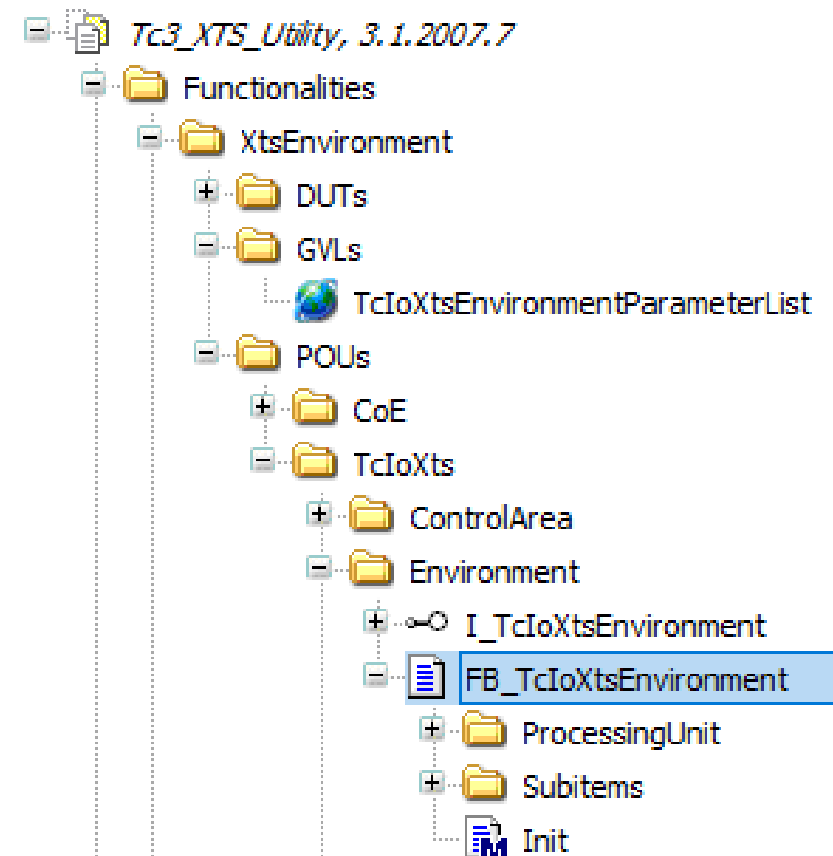 Tc3_XTS_Utility, 3.1.2007.7
Functionalities
XtsEnvironment
DUTs
GVLs
TcIoXtsEnvironmentParameterList
POUs
CoE
TcIoXts
ControlArea
Environment
I_TcIoXtsEnvironment
FB_TcIoXtsEnvironment
ProcessingUnit
Subitems
Init